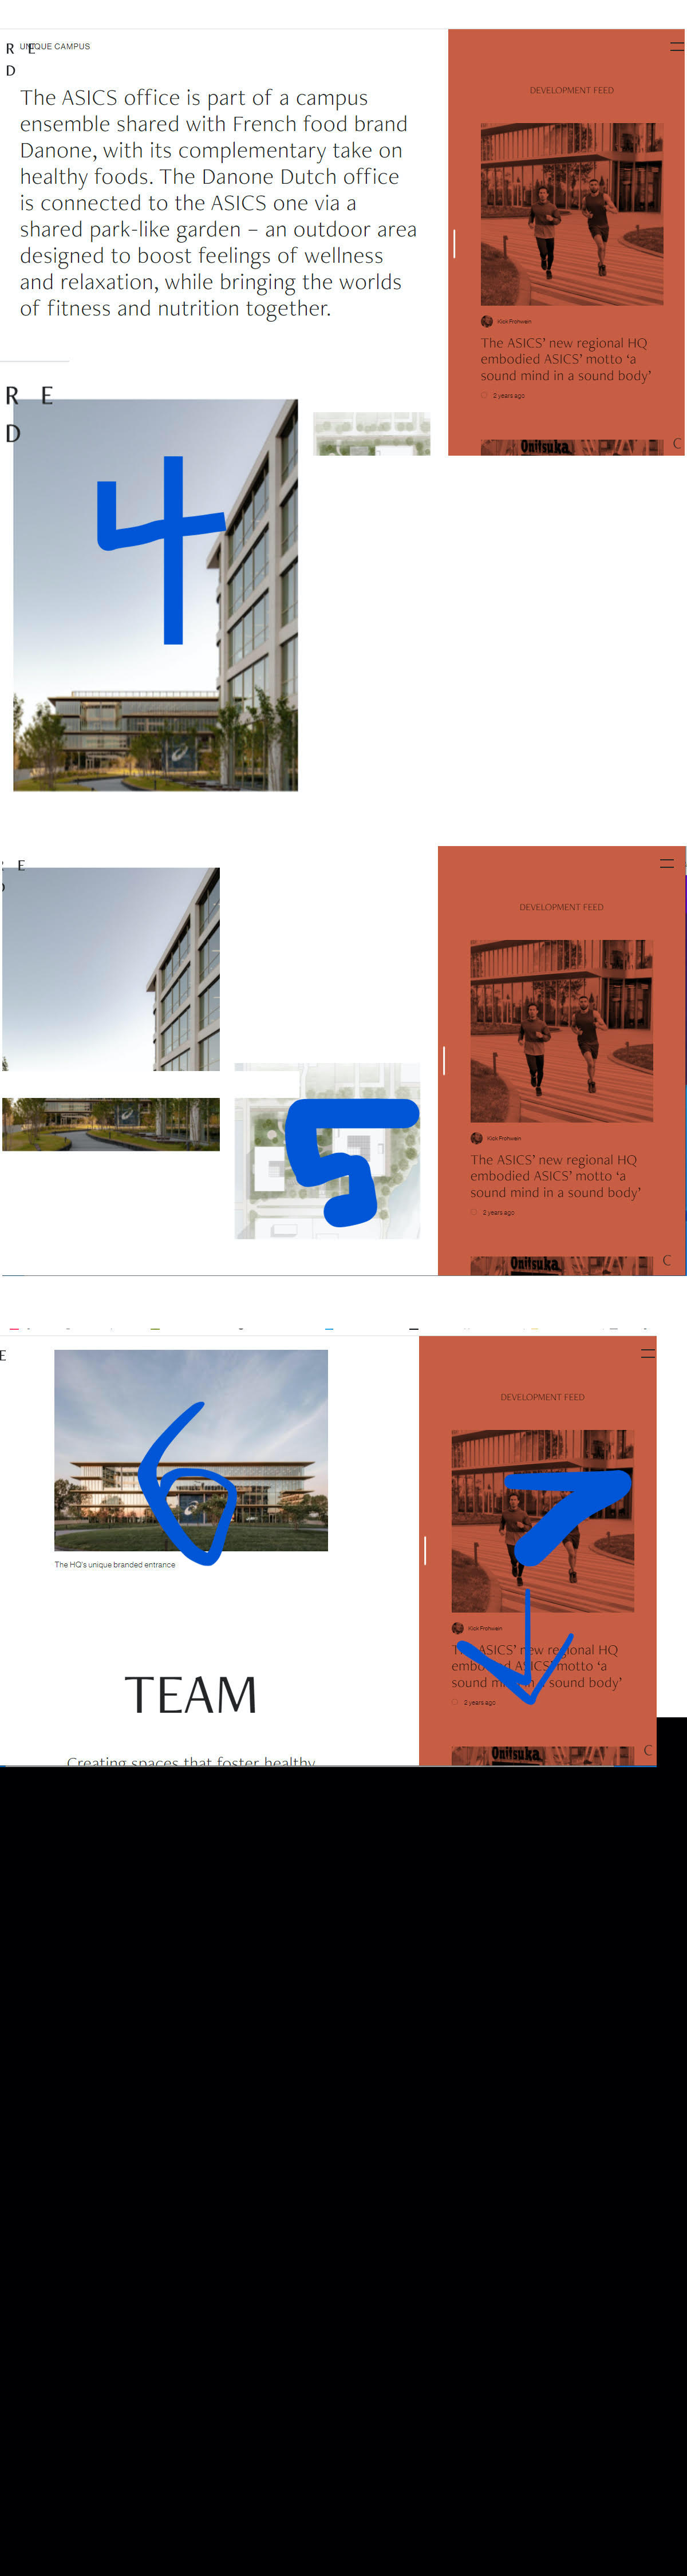 R E
D
UNIQUE CAMPUS
The ASICS office is part of a campus
ensemble shared with French food brand
Danone, with its complementary take on
healthy foods. The Danone Dutch office
is connected to the ASICS one via a
shared park-like garden – an outdoor area
designed to boost feelings of wellness
and relaxation, while bringing the worlds
of fitness and nutrition together.
DEVELOPMENT FEED
Kick Frohwein
The ASICS’ new regional HQ
embodied ASICS’ motto ‘a
sound mind in a sound body’
2 years ago
Onitsuka
C
R E
D
4
E
DEVELOPMENT FEED
Kick Frohwein
The ASICS’ new regional HQ
embodied ASICS’ motto ‘a
sound mind in a sound body’
2 years ago
Onitsuka
C
5
E
6
The HQ’s unique branded entrance
TEAM
Creating spaces that foster healthy
DEVELOPMENT FEED
7
Kick Frohwein
The ASICS’ new regional HQ
embodied ASICS’ motto ‘a
sound mind in a sound body’
2 years ago
Onitsuka
C